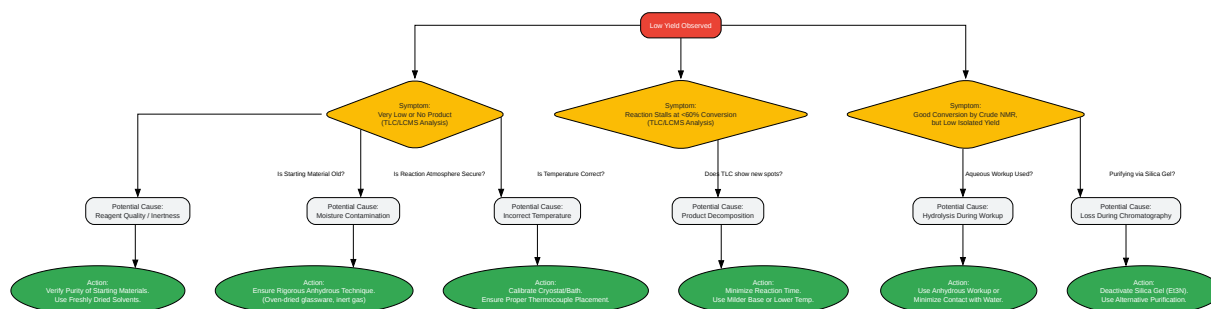 Low Yield Observed
Symptom:
Very Low or No Product
(TLC/LCMS Analysis)
Symptom:
Reaction Stalls at <60% Conversion
(TLC/LCMS Analysis)
Symptom:
Good Conversion by Crude NMR,
but Low Isolated Yield
Is Starting Material Old?
Is Reaction Atmosphere Secure?
Is Temperature Correct?
Does TLC show new spots?
Aqueous Workup Used?
Purifying via Silica Gel?
Potential Cause:
Reagent Quality / Inertness
Potential Cause:
Moisture Contamination
Potential Cause:
Incorrect Temperature
Potential Cause:
Product Decomposition
Potential Cause:
Hydrolysis During Workup
Potential Cause:
Loss During Chromatography
Action:
Verify Purity of Starting Materials.
Use Freshly Dried Solvents.
Action:
Ensure Rigorous Anhydrous Technique.
(Oven-dried glassware, inert gas)
Action:
Calibrate Cryostat/Bath.
Ensure Proper Thermocouple Placement.
Action:
Minimize Reaction Time.
Use Milder Base or Lower Temp.
Action:
Use Anhydrous Workup or
Minimize Contact with Water.
Action:
Deactivate Silica Gel (Et3N).
Use Alternative Purification.